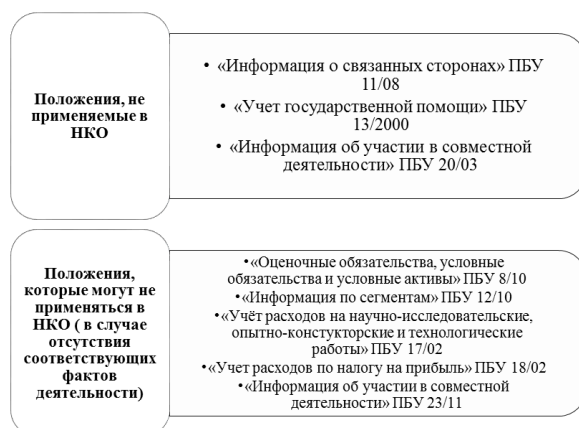 Положения, не
применяемые в
НКО
• «Информация о связанных сторонах» ПБУ
11/08
• «Учет государственной помощи» ПБУ
13/2000
• «Информация об участии в совместной
деятельности» ПБУ 20/03
Положения,
которые могут не
применяться в
НКО ( в случае
отсутствия
соответствующих
фактов
деятельности)
•«Оценочные обязательства, условные
обязательства и условные активы» ПБУ 8/10
•«Информация по сегментам» ПБУ 12/10
•«Учёт расходов на научно-исследовательские,
опытно-констукторские и технологические
работы» ПБУ 17/02
•«Учет расходов по налогу на прибыль» ПБУ 18/02
•«Информация об участии в совместной
деятельности» ПБУ 23/11